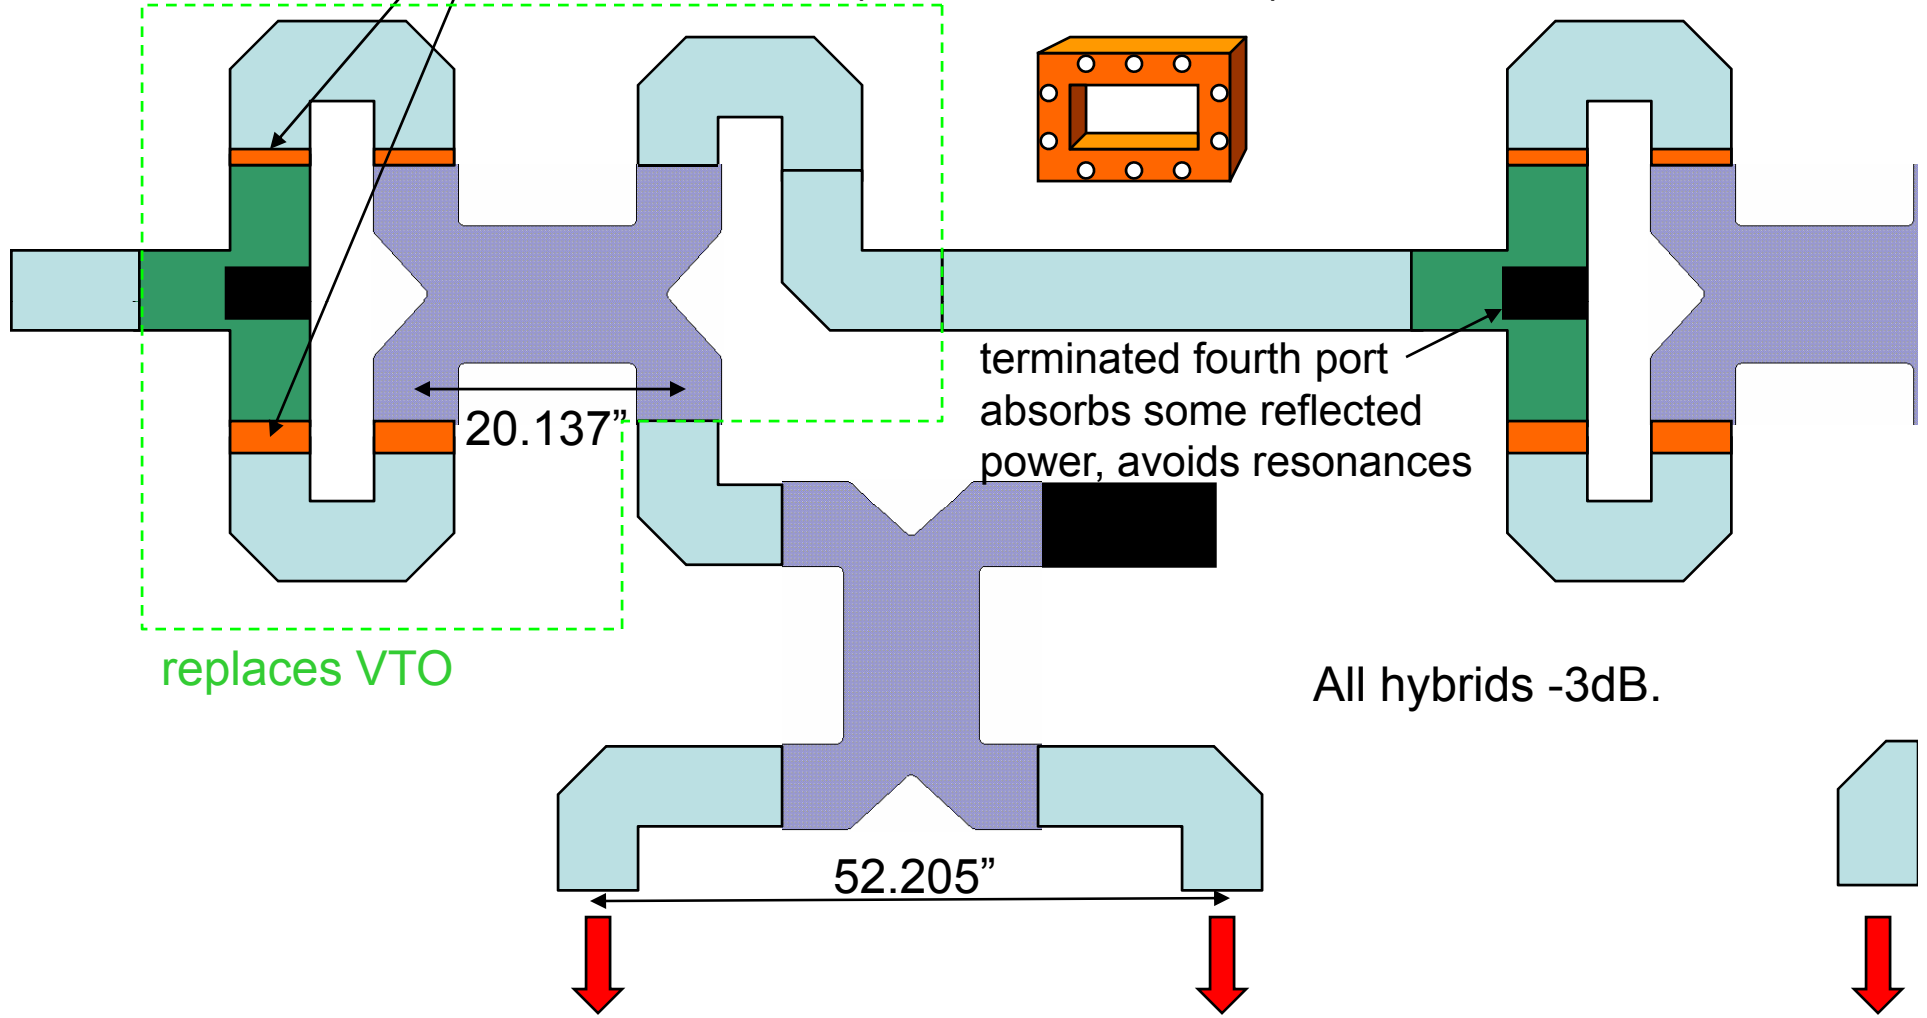 terminated fourth port
absorbs some reflected
power, avoids resonances
20.137”
replaces VTO
All hybrids -3dB.
52.205”